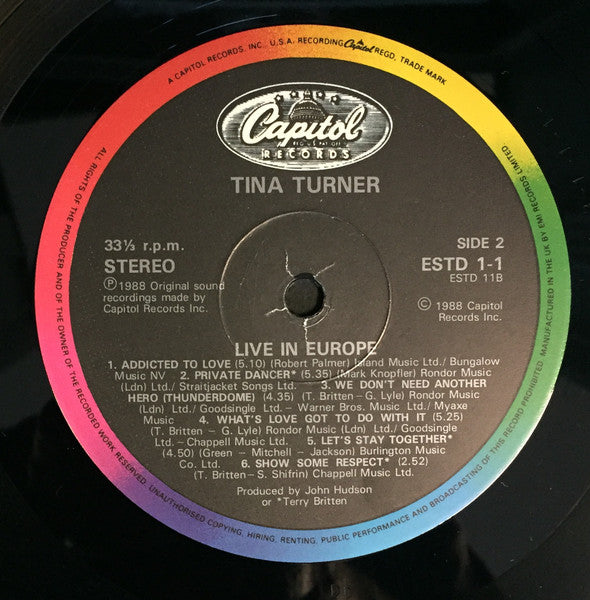 A CAPITOL RECORDS, INC., U.S.A. RECORDING Capitol REGD. TRADE MARK
MANUFACTURED IN THE UK BY EMI RECORDS LIMITED.
ALL RIGHTS OF THE PRODUCER AND OF THE OWNER OF THE RECORDED WORK RESERVED. UNAUTHORISED COPYING, HIRING, RENTING, PUBLIC PERFORMANCE AND BROADCASTING OF THIS RECORD PROHIBITED.
Capitol
RECORDS
TINA TURNER
33⅓ r.p.m.
STEREO
Ⓟ 1988 Original sound
recordings made by
Capitol Records Inc.
SIDE 2
ESTD 1-1
ESTD 11B
© 1988 Capitol
Records Inc.
LIVE IN EUROPE
1. ADDICTED TO LOVE (5.10) (Robert Palmer) Island Music Ltd./ Bungalow
Music NV 2. PRIVATE DANCER* (5.35) (Mark Knopfler) Rondor Music
(Ldn) Ltd./ Straitjacket Songs Ltd. 3. WE DON'T NEED ANOTHER
HERO (THUNDERDOME) (4.35) (T. Britten - G. Lyle) Rondor Music
(Ldn) Ltd./ Goodsingle Ltd. - Warner Bros. Music Ltd./ Myaxe
Music 4. WHAT'S LOVE GOT TO DO WITH IT (5.25)
(T. Britten - G. Lyle) Rondor Music (Ldn) Ltd./ Goodsingle
Ltd. - Chappell Music Ltd. 5. LET'S STAY TOGETHER*
(4.50) (Green - Mitchell - Jackson) Burlington Music
Co. Ltd. 6. SHOW SOME RESPECT* (2.52)
(T. Britten - S. Shifrin) Chappell Music Ltd.
Produced by John Hudson
or *Terry Britten